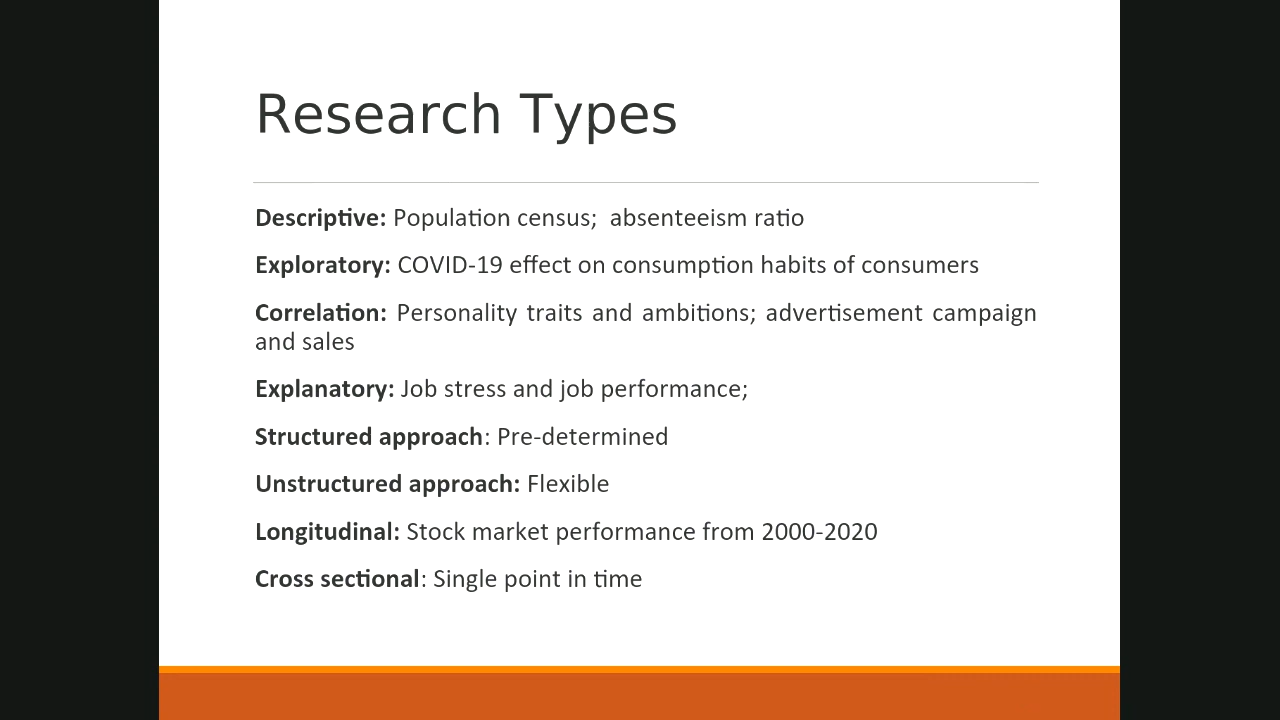 Research Types
Descriptive: Population census;  absenteeism ratio
Exploratory: COVID-19 effect on consumption habits of consumers
Correlation: Personality traits and ambitions; advertisement campaign
and sales
Explanatory: Job stress and job performance;
Structured approach: Pre-determined
Unstructured approach: Flexible
Longitudinal: Stock market performance from 2000-2020
Cross sectional: Single point in time